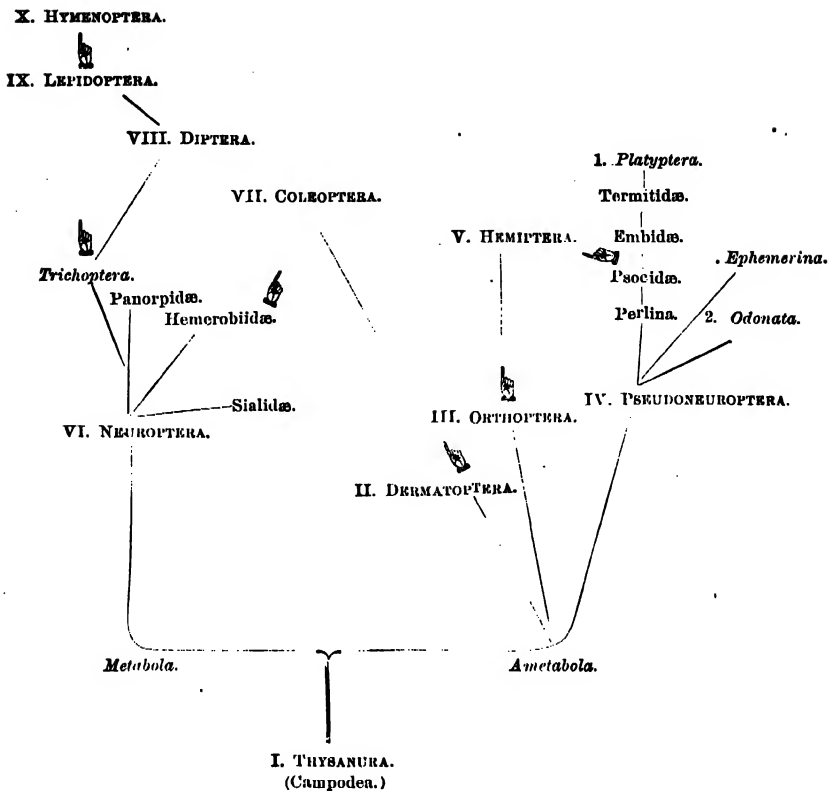 X. HYMENOPTERA.
IX. LEPIDOPTERA.
VIII. DIPTERA.
VII. COLEOPTERA.
1. Platyptera.
Termitidæ.
V. HEMIPTERA.
Embidæ.
Ephemerina.
Trichoptera.
Psocidæ.
Panorpidæ.
Hemerobiidæ.
Perlina.
2. Odonata.
Sialidæ.
IV. PSEUDONEUROPTERA.
VI. NEUROPTERA.
III. ORTHOPTERA.
II. DERMATOPTERA.
Metabola.
Ametabola.
I. THYSANURA.
(Campodea.)